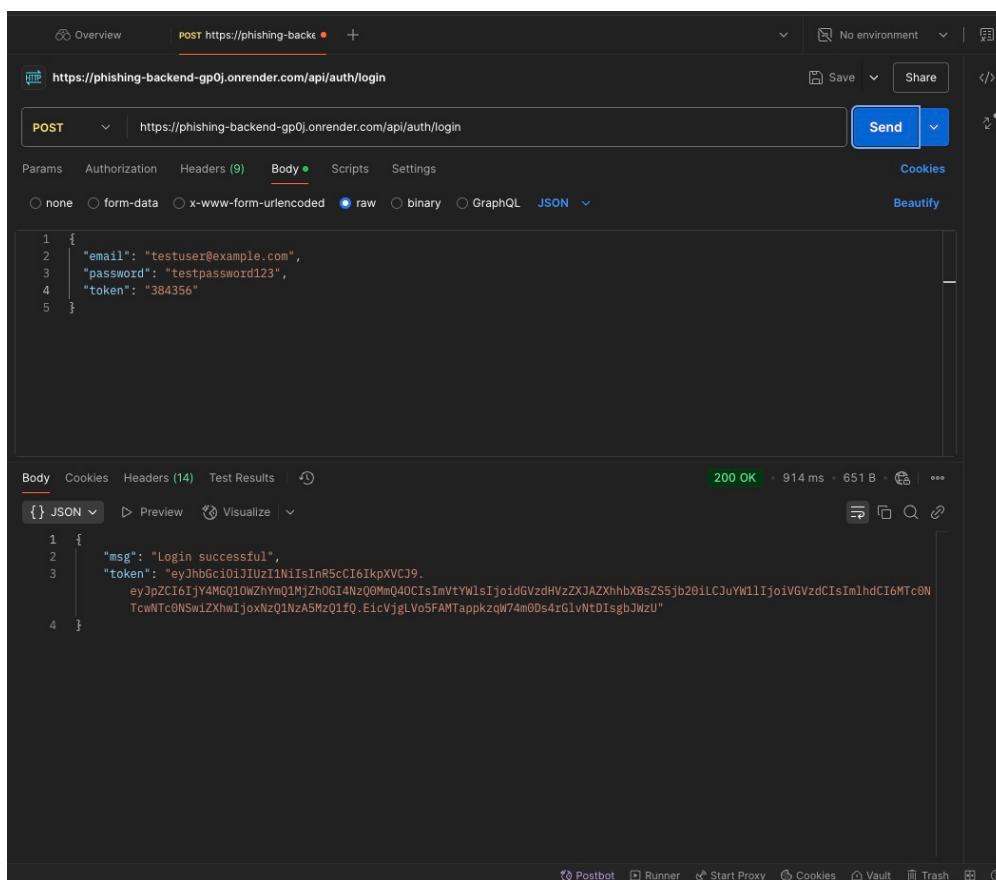 Overview
POST https://phishing-backe
No environment
HTTP https://phishing-backend-gp0j.onrender.com/api/auth/login
Save
Share
POST
https://phishing-backend-gp0j.onrender.com/api/auth/login
Send
Params Authorization Headers (9) Body Scripts Settings Cookies
none form-data x-www-form-urlencoded raw binary GraphQL JSON Beautify
1 {
2 "email": "testuser@example.com",
3 "password": "testpassword123",
4 "token": "384356"
5 }
Body Cookies Headers (14) Test Results 200 OK 914 ms 651 B
{} JSON Preview Visualize
1 {
2 "msg": "Login successful",
3 "token": "eyJhbGciOiJIUzI1NiIsInR5cCI6IkpXVCJ9.
eyJpZCI6IjY4MGQ1OWZhYmQ1MjZhOGI4NzQ0MmQ4OCIsImVtYWlsIjoidGVzdHVzZXJAZXhhbXBsZS5jb20iLCJuYW1lIjoiVGVzdCIsImlhdCI6MTc0N
TcwNTc0NSwiZXhwIjoxNzQ1NzA5MzQ1fQ.EicVjgLVo5FAMTappkzqW74m0Ds4rGlvNtDIsgbJWzU"
4 }
Postbot Runner Start Proxy Cookies Vault Trash